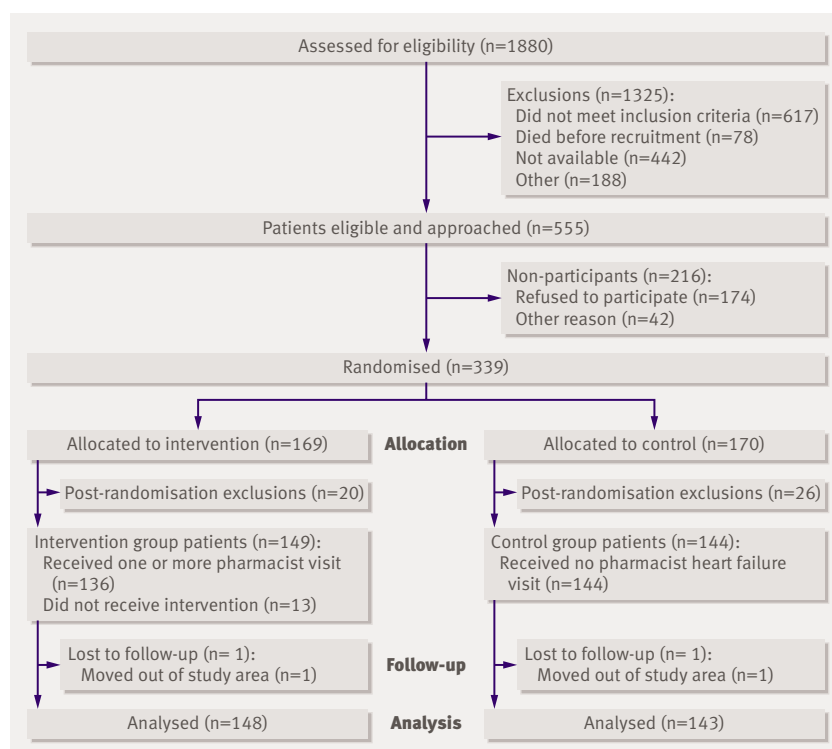 Assessed for eligibility (n=1880)
Exclusions (n=1325):
Did not meet inclusion criteria (n=617)
Died before recruitment (n=78)
Not available (n=442)
Other (n=188)
Patients eligible and approached (n=555)
Non-participants (n=216):
Refused to participate (n=174)
Other reason (n=42)
Randomised (n=339)
Allocated to intervention (n=169)
Allocation
Allocated to control (n=170)
Post-randomisation exclusions (n=20)
Post-randomisation exclusions (n=26)
Intervention group patients (n=149):
Received one or more pharmacist visit
(n=136)
Did not receive intervention (n=13)
Control group patients (n=144):
Received no pharmacist heart failure
visit (n=144)
Lost to follow-up (n= 1):
Moved out of study area (n=1)
Follow-up
Lost to follow-up (n= 1):
Moved out of study area (n=1)
Analysed (n=148)
Analysis
Analysed (n=143)